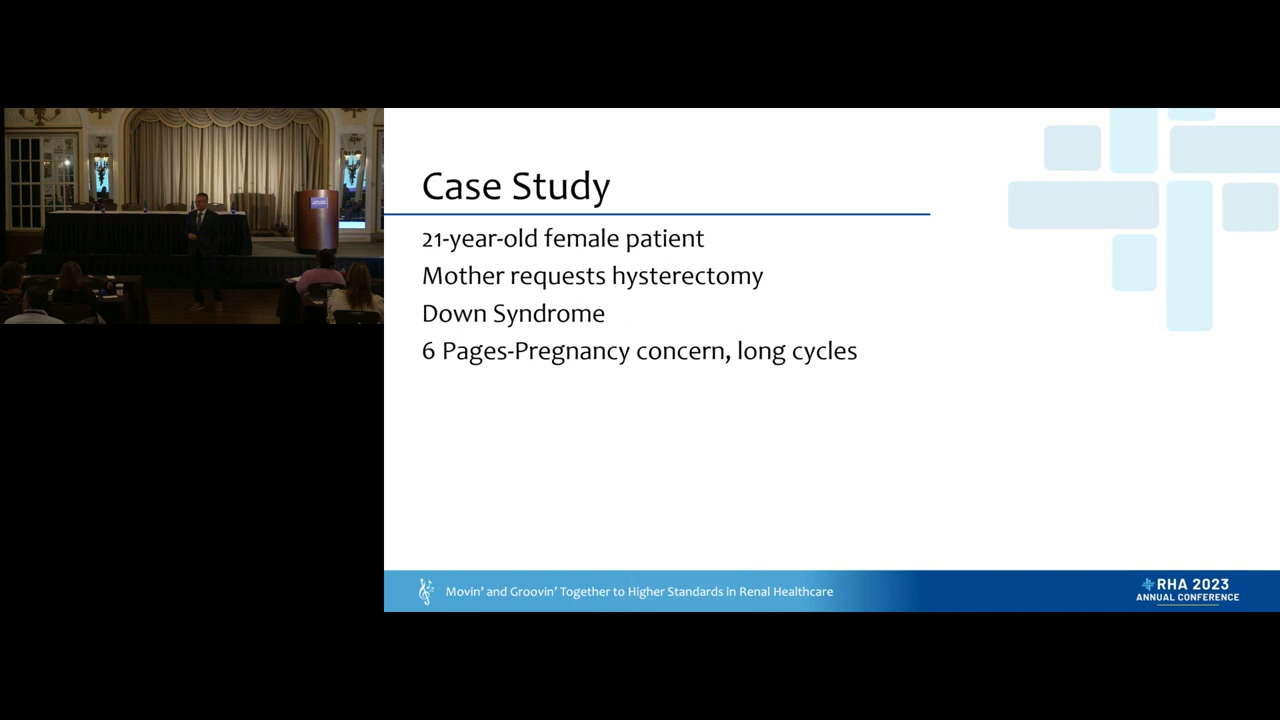 Case Study
21-year-old female patient
Mother requests hysterectomy
Down Syndrome
6 Pages-Pregnancy concern, long cycles
Movin' and Groovin' Together to Higher Standards in Renal Healthcare
RHA 2023
ANNUAL CONFERENCE